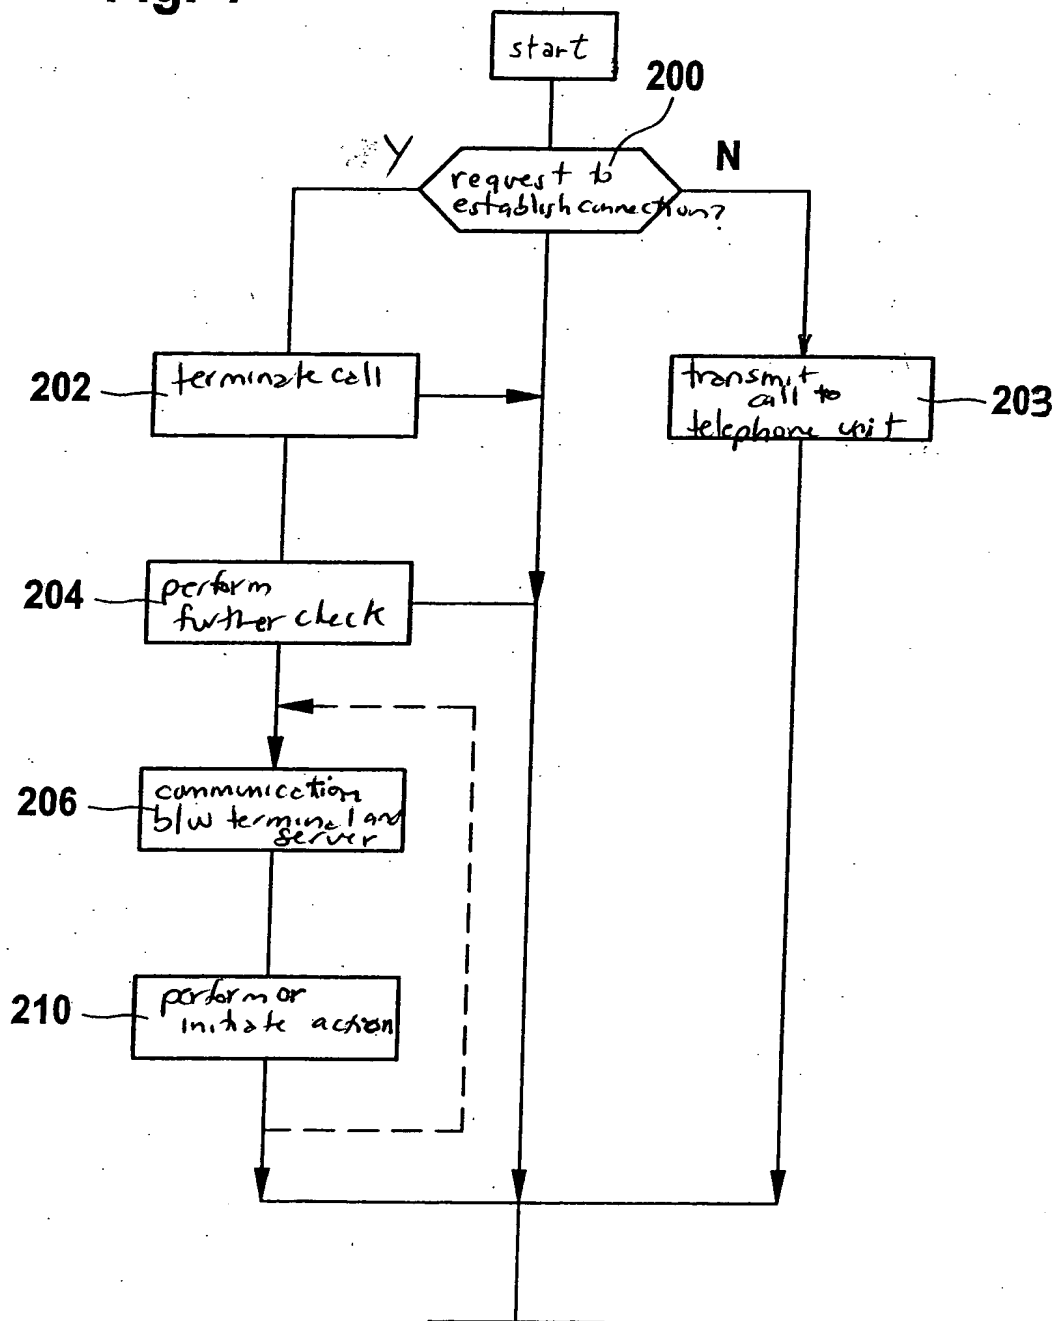 start
200
Y
N
request to
establish connection?
202
terminate call
transmit
call to
telephone unit
203
204
perform
further check
206
communication
b/w terminal and
server
210
perform or
initiate action